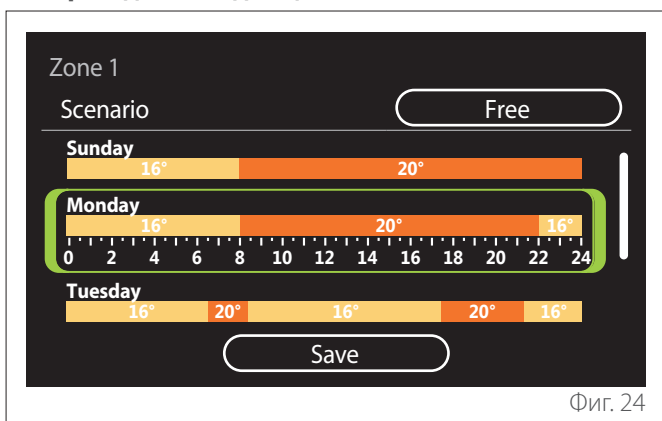 Zone 1
Scenario Free
Sunday
16° 20°
Monday
16° 20° 16°
0 2 4 6 8 10 12 14 16 18 20 22 24
Tuesday
16° 20° 16° 20° 16°
Save
Фиг. 24